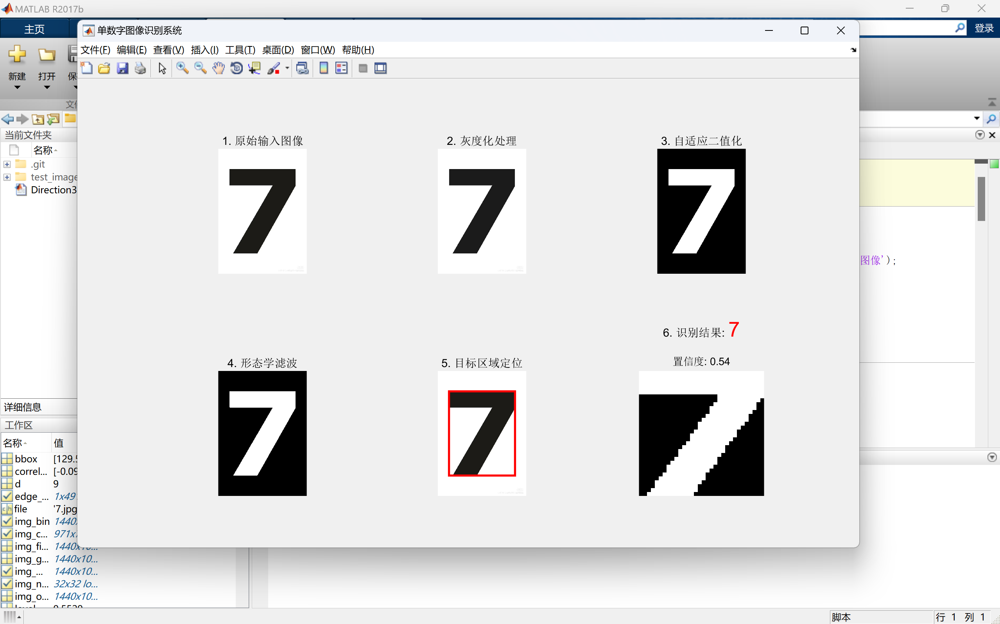 MATLAB R2017b
主页
登录
单数字图像识别系统
文件(F) 编辑(E) 查看(V) 插入(I) 工具(T) 桌面(D) 窗口(W) 帮助(H)
新建 打开
当前文件夹
名称
.git
test_image
Direction3
1. 原始输入图像
7
2. 灰度化处理
7
3. 自适应二值化
7
图像');
4. 形态学滤波
7
5. 目标区域定位
7
6. 识别结果: 7
置信度: 0.54
7
详细信息
工作区
名称 值
bbox [129.5
correl... [-0.09
d 9
edge_... 1x49
file '7.jpg
img_bin 1440x
img_c... 971x
img_fi... 1440x10...
img_g... 1440x10...
img_... 1440x10...
img_n... 32x32 lo...
img_o... 1440x10...
脚本
行 1 列 1